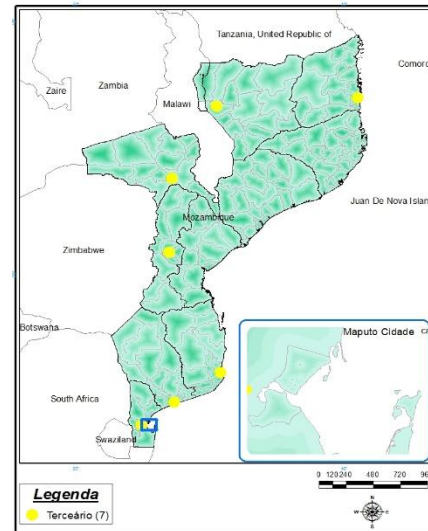 Tanzania, United Republic of
Comoro
Zaire
Zambia
Malawi
Juan De Nova Islan
Mozambique
Zimbabwe
Botswana
Maputo Cidade
South Africa
Swaziland
Legenda
Terceário (7)
0 120 240 480 720 960
N